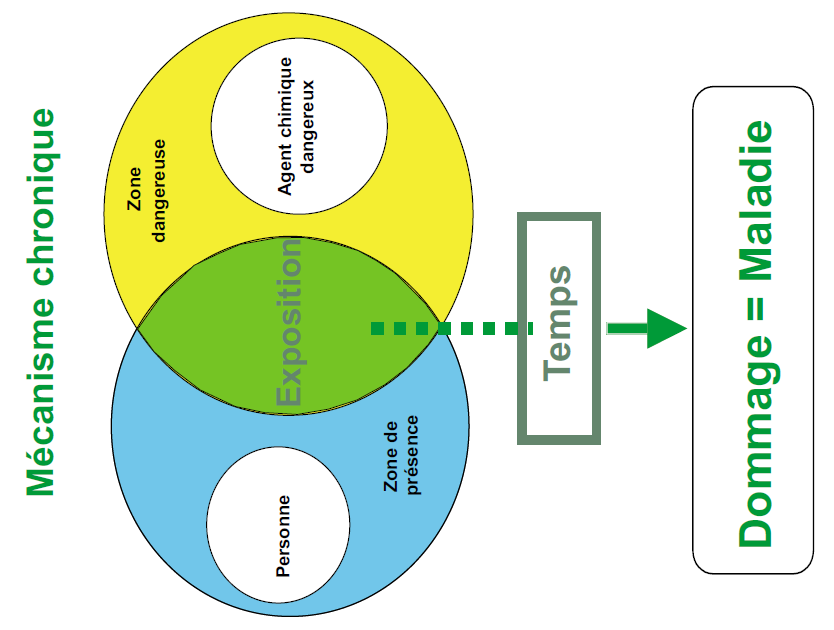 Mécanisme chronique
Personne
Zone de
présence
Exposition
Zone
dangereuse
Agent chimique
dangereux
Temps
Dommage = Maladie